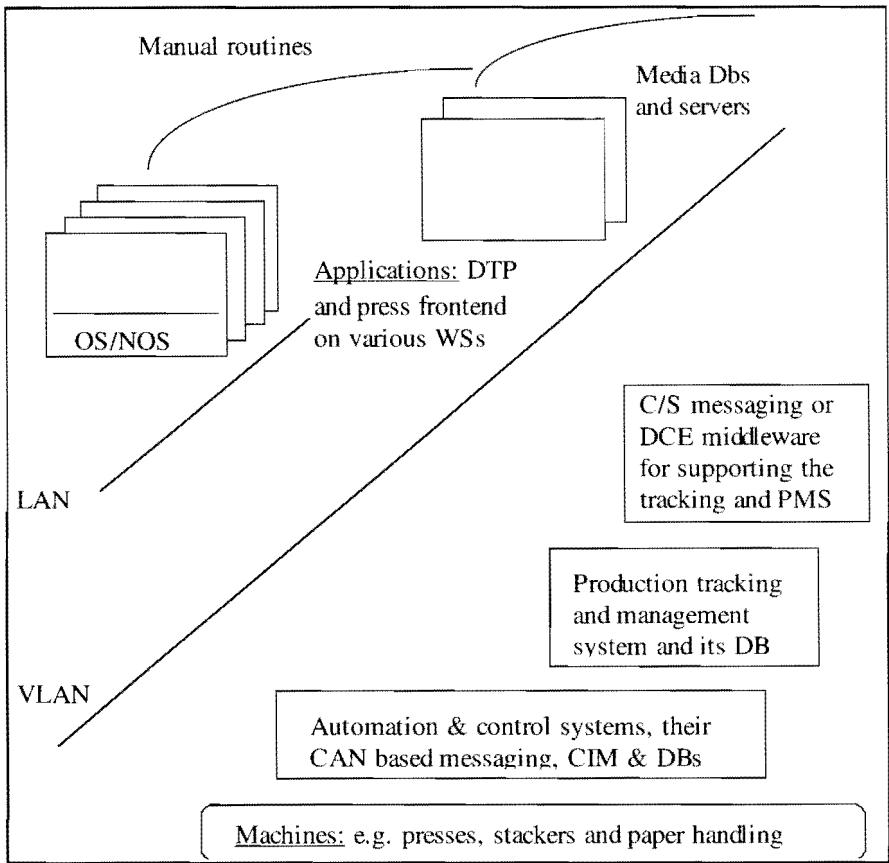 Manual routines
Media Dbs
and servers
Applications: DTP
and press frontend
on various WSs
OS/NOS
C/S messaging or
DCE middleware
for supporting the
tracking and PMS
LAN
Production tracking
and management
system and its DB
VLAN
Automation & control systems, their
CAN based messaging, CIM & DBs
Machines: e.g. presses, stackers and paper handling